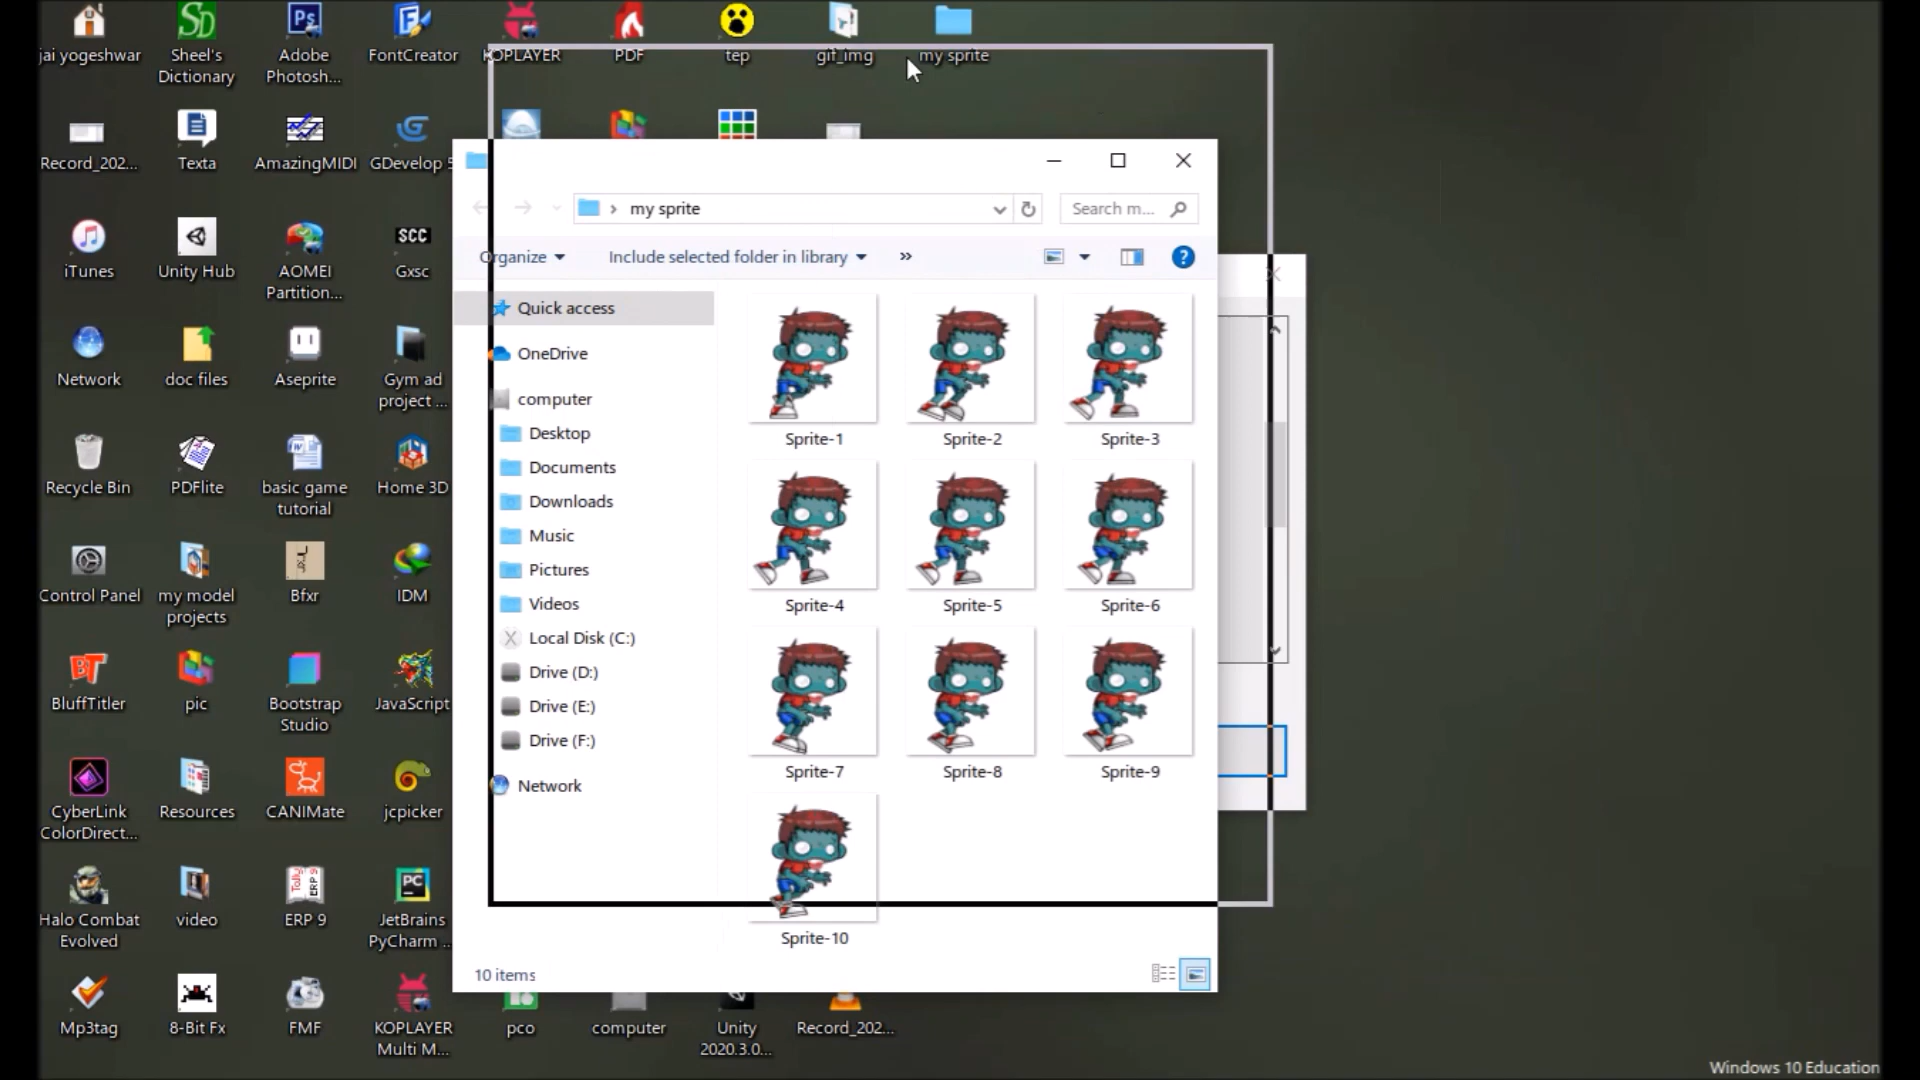 jai yogeshwar
Sheel's
Dictionary
Adobe
Photosh...
FontCreator
KOPLAYER
PDF
tep
gif_img
my sprite
Record_202...
Texta
AmazingMIDI
GDevelop 5
iTunes
Unity Hub
AOMEI
Partition...
SCC
Gxsc
Network
doc files
Aseprite
Gym ad
project ...
Recycle Bin
PDFlite
basic game
tutorial
Home 3D
Control Panel
my model
projects
Bfxr
IDM
BluffTitler
pic
Bootstrap
Studio
JavaScript
CyberLink
ColorDirect...
Resources
CANIMate
jcpicker
Halo Combat
Evolved
video
ERP 9
JetBrains
PyCharm ...
Mp3tag
8-Bit Fx
FMF
KOPLAYER
Multi M...
pco
computer
Unity
2020.3.0...
Record_202...
my sprite
Search m...
Organize
Include selected folder in library
»
Quick access
OneDrive
computer
Desktop
Documents
Downloads
Music
Pictures
Videos
Local Disk (C:)
Drive (D:)
Drive (E:)
Drive (F:)
Network
Sprite-1
Sprite-2
Sprite-3
Sprite-4
Sprite-5
Sprite-6
Sprite-7
Sprite-8
Sprite-9
Sprite-10
10 items
Windows 10 Education